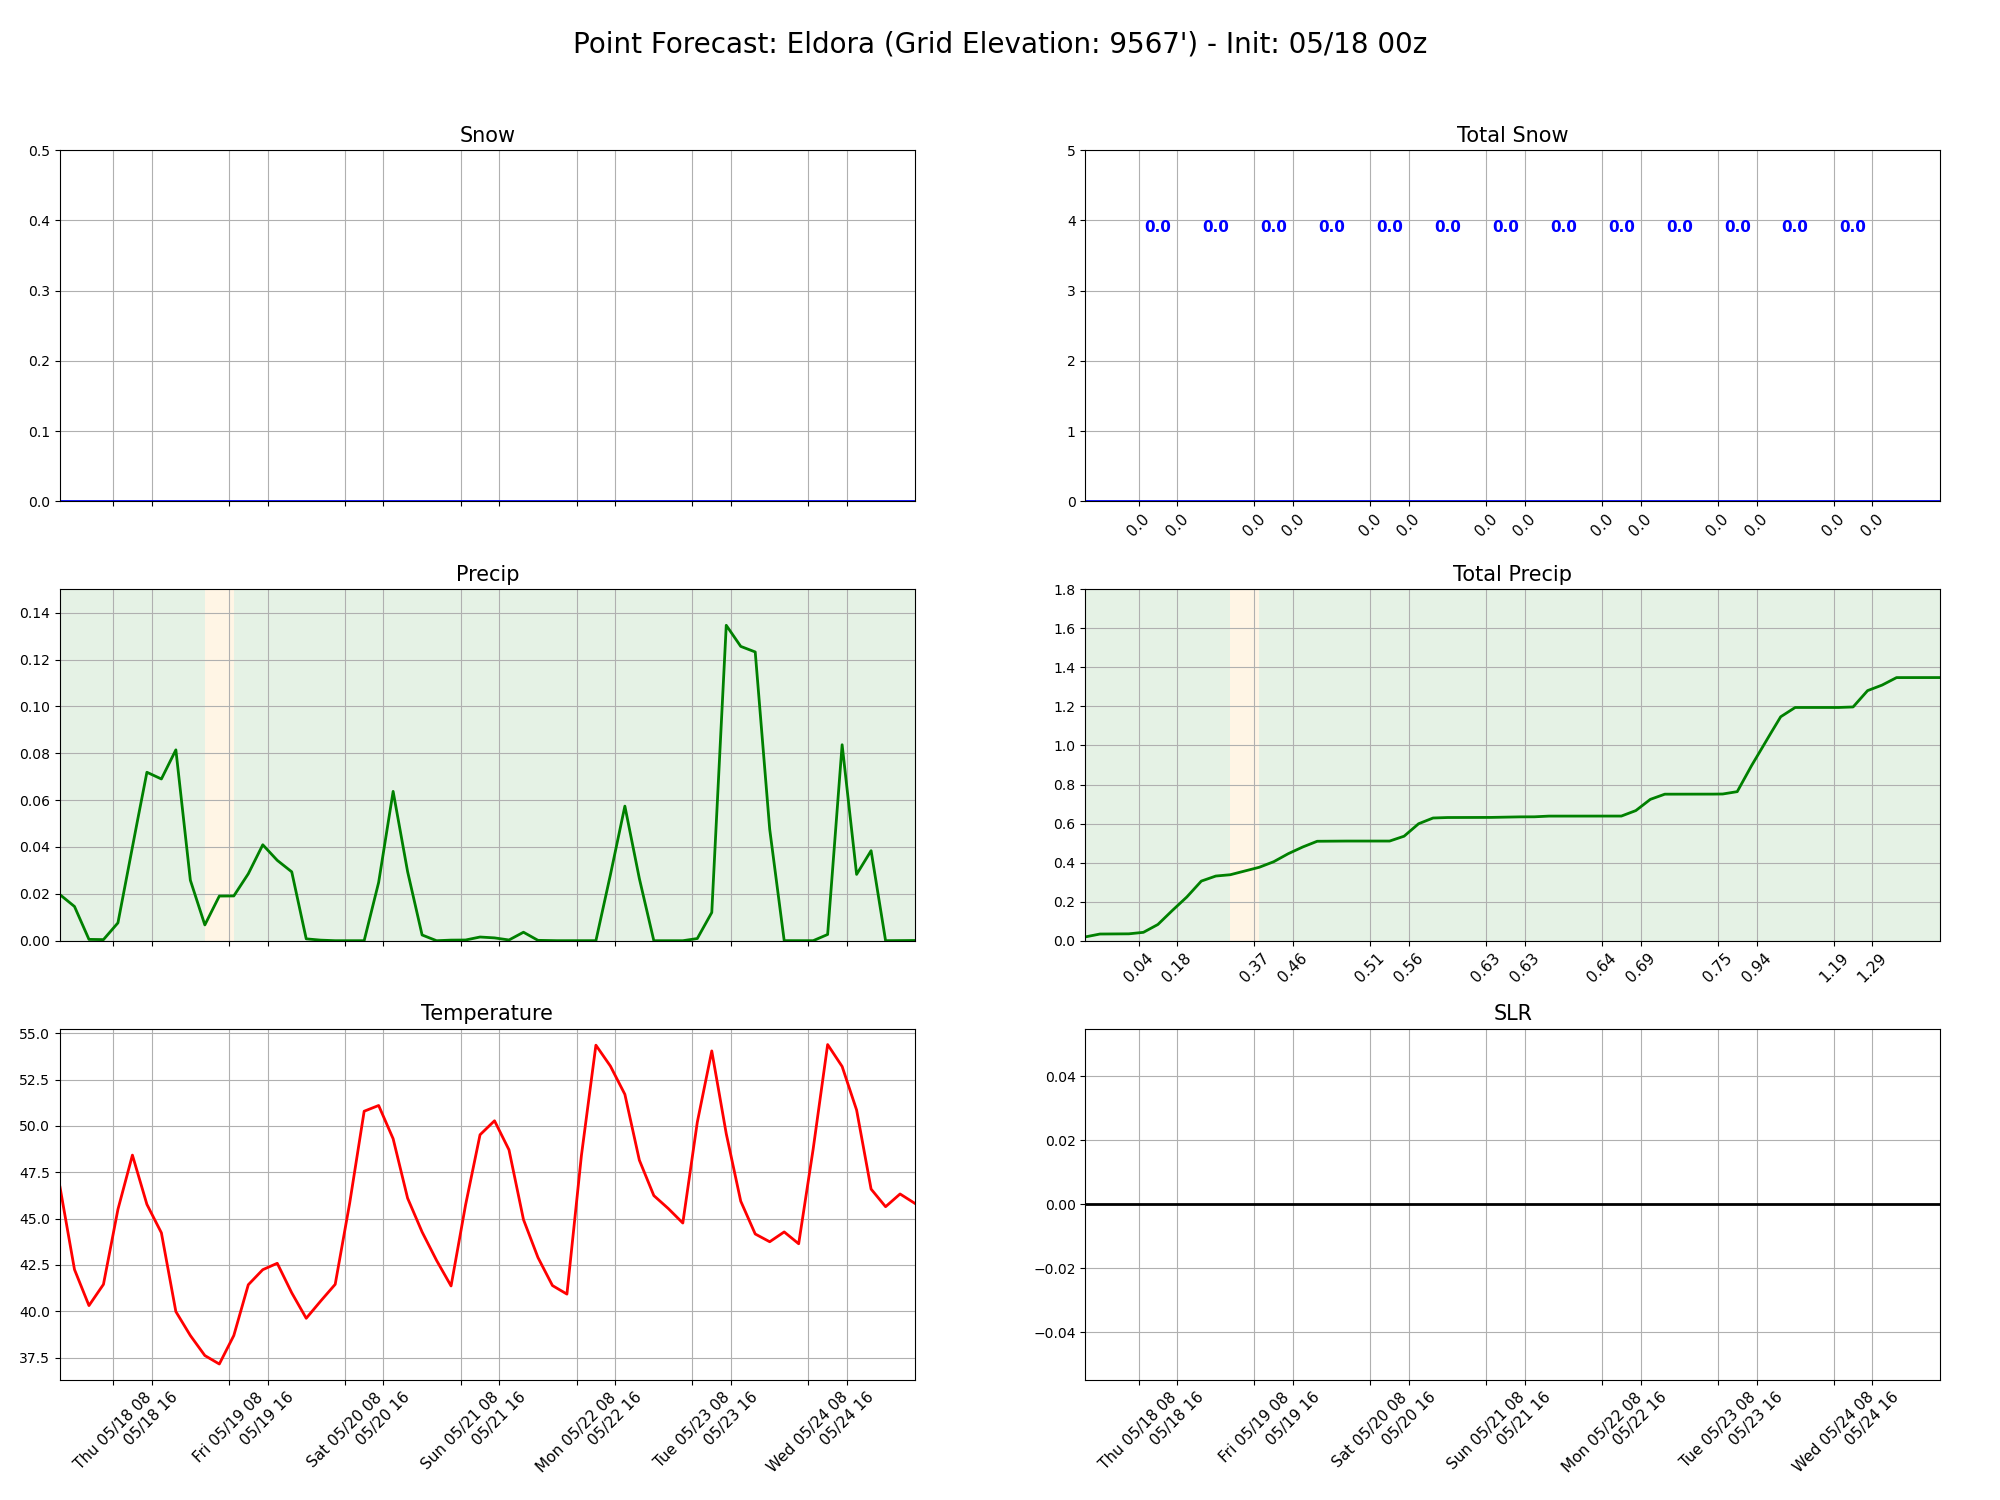 Point Forecast: Eldora (Grid Elevation: 9567') - Init: 05/18 00z
Snow
0.5
0.4
0.3
0.2
0.1
0.0
Total Snow
5
4
3
2
1
0
0.0 0.0 0.0 0.0 0.0 0.0 0.0 0.0 0.0 0.0 0.0 0.0 0.0
0.0 0.0 0.0 0.0 0.0 0.0 0.0 0.0 0.0 0.0 0.0 0.0 0.0 0.0
Precip
0.14
0.12
0.10
0.08
0.06
0.04
0.02
0.00
Total Precip
1.8
1.6
1.4
1.2
1.0
0.8
0.6
0.4
0.2
0.0
0.04 0.18 0.37 0.46 0.51 0.56 0.63 0.63 0.64 0.69 0.75 0.94 1.19 1.29
Temperature
55.0
52.5
50.0
47.5
45.0
42.5
40.0
37.5
Thu 05/18 08
05/18 16
Fri 05/19 08
05/19 16
Sat 05/20 08
05/20 16
Sun 05/21 08
05/21 16
Mon 05/22 08
05/22 16
Tue 05/23 08
05/23 16
Wed 05/24 08
05/24 16
SLR
0.04
0.02
0.00
−0.02
−0.04
Thu 05/18 08
05/18 16
Fri 05/19 08
05/19 16
Sat 05/20 08
05/20 16
Sun 05/21 08
05/21 16
Mon 05/22 08
05/22 16
Tue 05/23 08
05/23 16
Wed 05/24 08
05/24 16